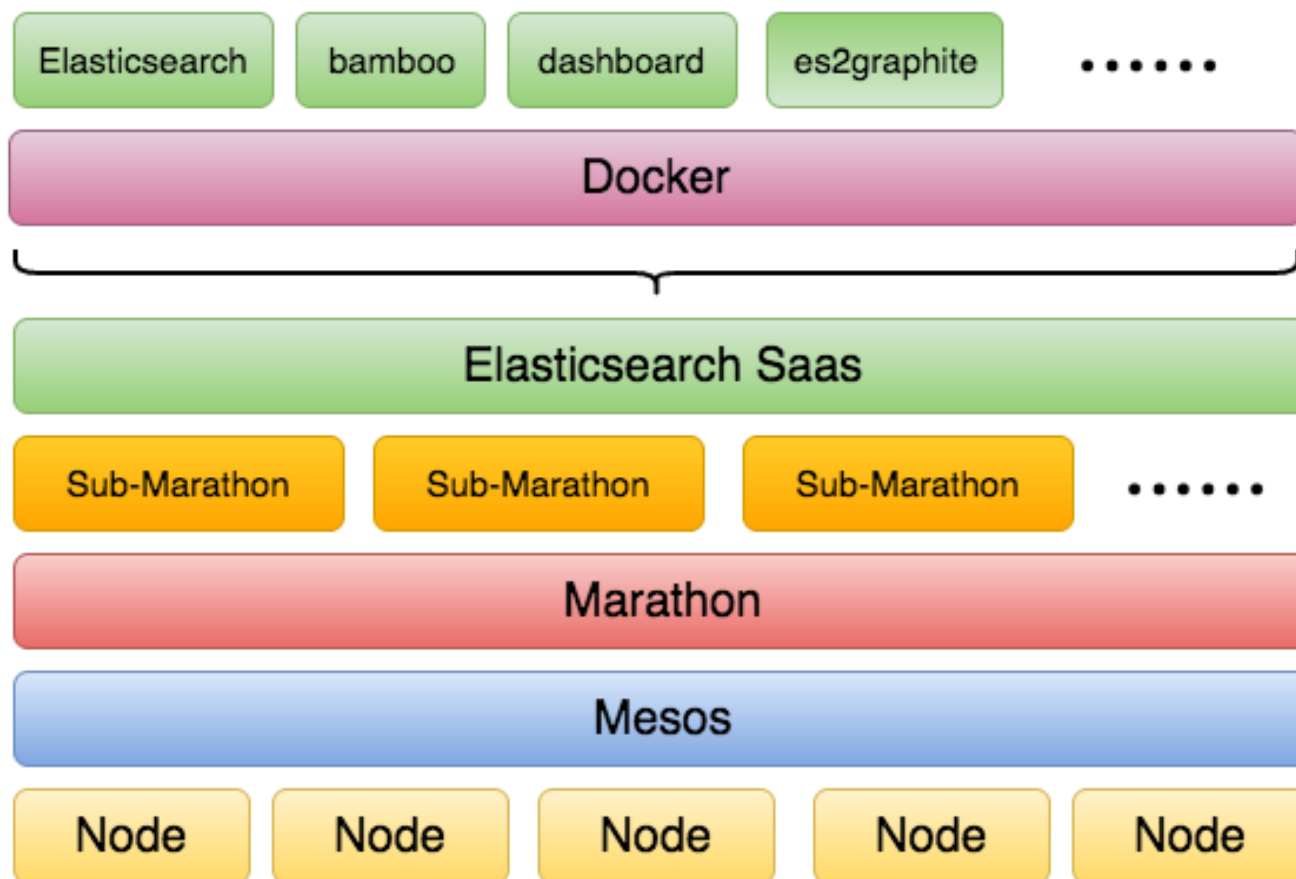 Elasticsearch bamboo dashboard es2graphite ......
Docker
Elasticsearch Saas
Sub-Marathon Sub-Marathon Sub-Marathon ......
Marathon
Mesos
Node Node Node Node Node